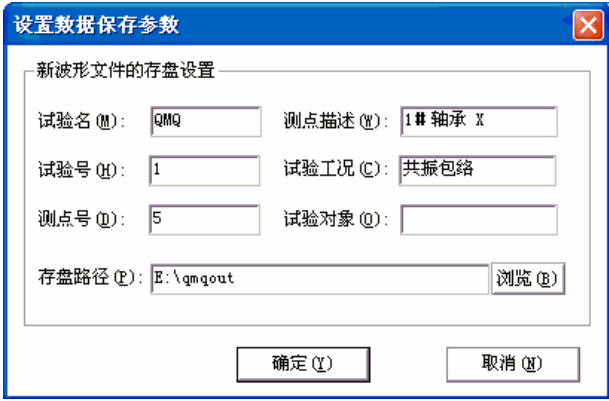 设置数据保存参数
新波形文件的存盘设置
试验名(M): QMQ 测点描述(W): 1#轴承 X
试验号(H): 1 试验工况(C): 共振包络
测点号(D): 5 试验对象(O):
存盘路径(P): E:\qmqout 浏览(B)
确定(Y) 取消(N)